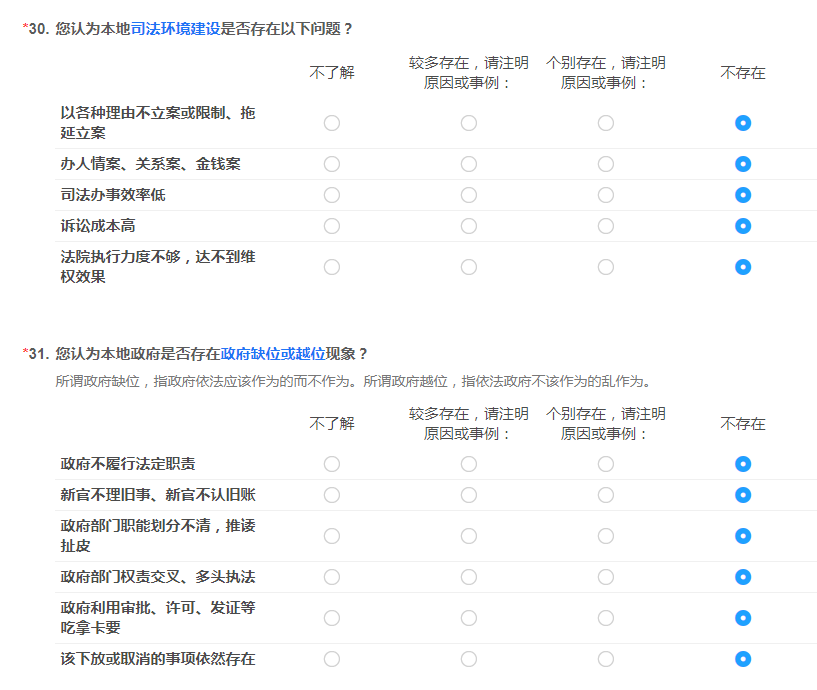 *30. 您认为本地司法环境建设是否存在以下问题？
不了解 较多存在，请注明 个别存在，请注明 不存在
原因或事例： 原因或事例：
以各种理由不立案或限制、拖
延立案
办人情案、关系案、金钱案
司法办事效率低
诉讼成本高
法院执行力度不够，达不到维
权效果
*31. 您认为本地政府是否存在政府缺位或越位现象？
所谓政府缺位，指政府依法应该作为的而不作为。所谓政府越位，指依法政府不该作为的乱作为。
不了解 较多存在，请注明 个别存在，请注明 不存在
原因或事例： 原因或事例：
政府不履行法定职责
新官不理旧事、新官不认旧账
政府部门职能划分不清，推诿
扯皮
政府部门权责交叉、多头执法
政府利用审批、许可、发证等
吃拿卡要
该下放或取消的事项依然存在